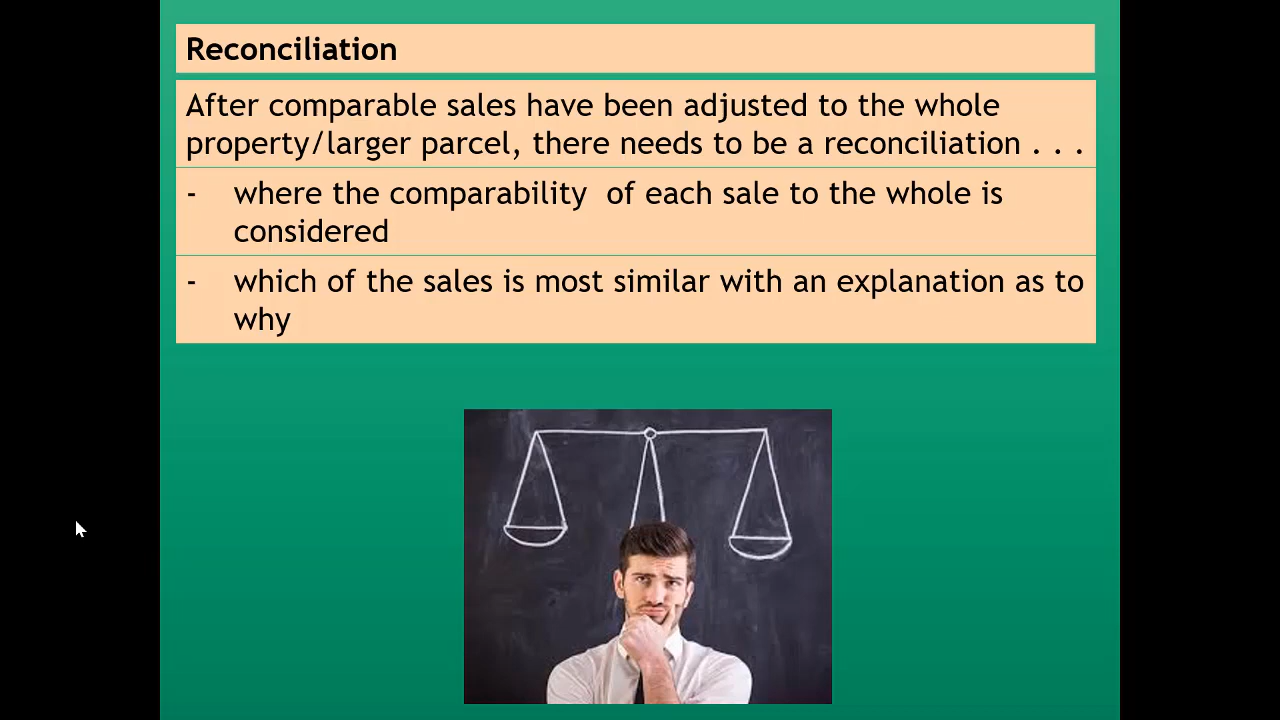 Reconciliation
After comparable sales have been adjusted to the whole
property/larger parcel, there needs to be a reconciliation . . .
- where the comparability  of each sale to the whole is
considered
- which of the sales is most similar with an explanation as to
why